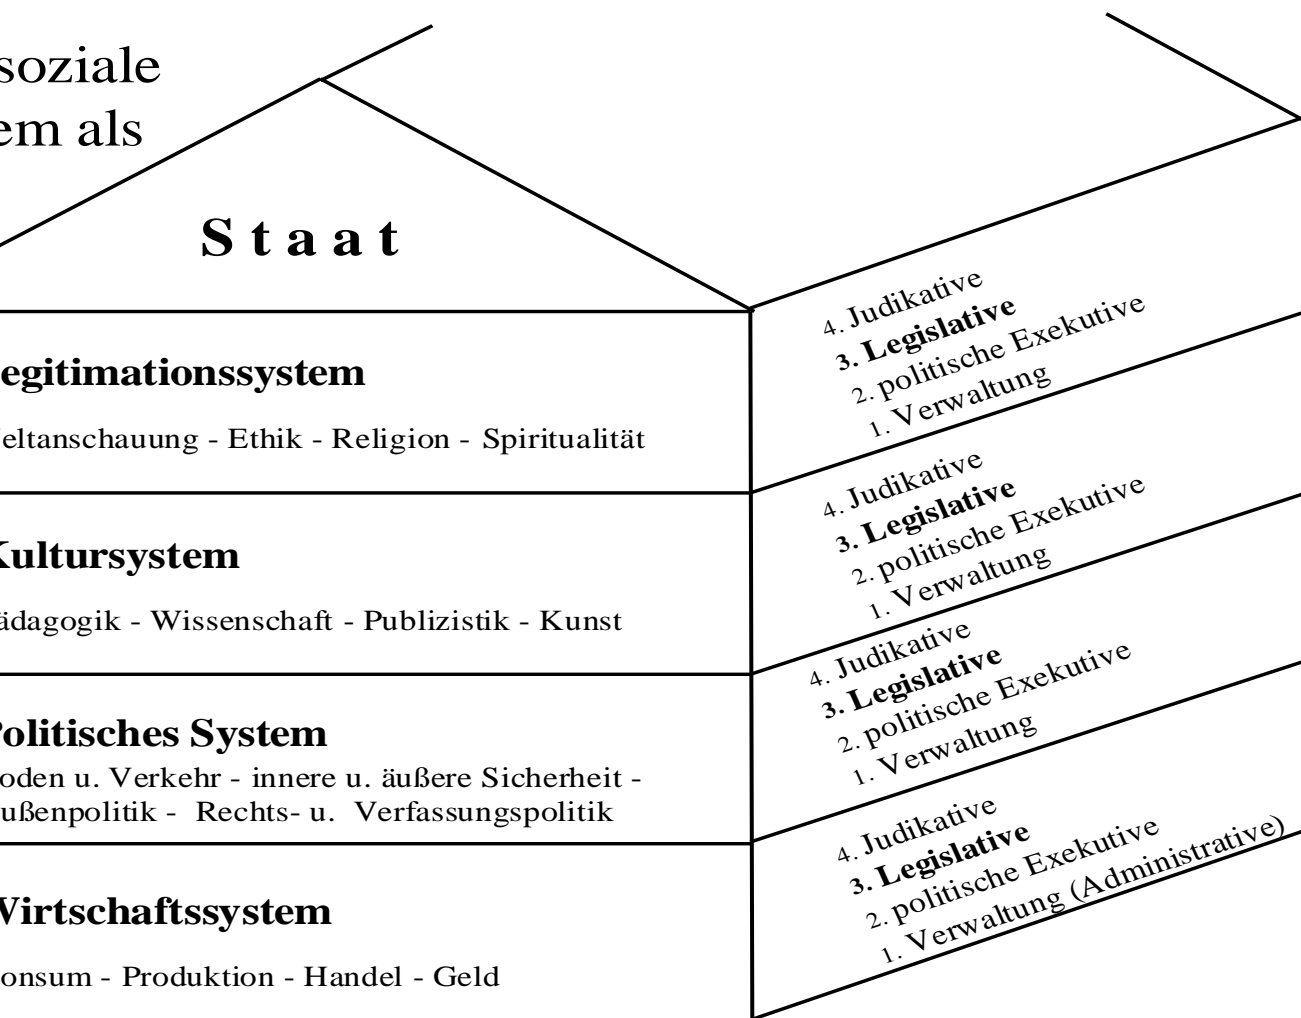 soziale
em als
S t a a t
egitimationssystem
eltanschauung - Ethik - Religion - Spiritualität
4. Judikative
3. Legislative
2. politische Exekutive
1. Verwaltung
Kultursystem
ädagogik - Wissenschaft - Publizistik - Kunst
4. Judikative
3. Legislative
2. politische Exekutive
1. Verwaltung
Politisches System
oden u. Verkehr - innere u. äußere Sicherheit -
ußenpolitik - Rechts- u. Verfassungspolitik
4. Judikative
3. Legislative
2. politische Exekutive
1. Verwaltung
Wirtschaftssystem
onsum - Produktion - Handel - Geld
4. Judikative
3. Legislative
2. politische Exekutive
1. Verwaltung (Administrative)